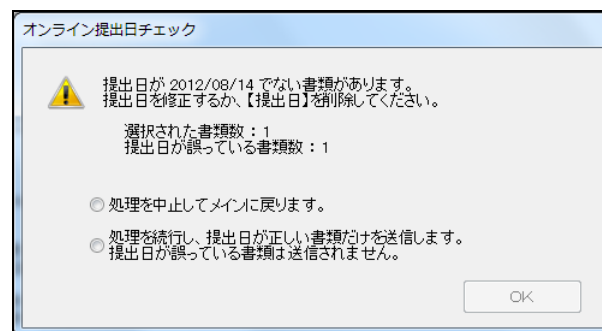 オンライン提出日チェック
提出日が 2012/08/14 でない書類があります。
提出日を修正するか、【提出日】を削除してください。
選択された書類数：1
提出日が誤っている書類数：1
処理を中止してメインに戻ります。
処理を続行し、提出日が正しい書類だけを送信します。
提出日が誤っている書類は送信されません。
OK